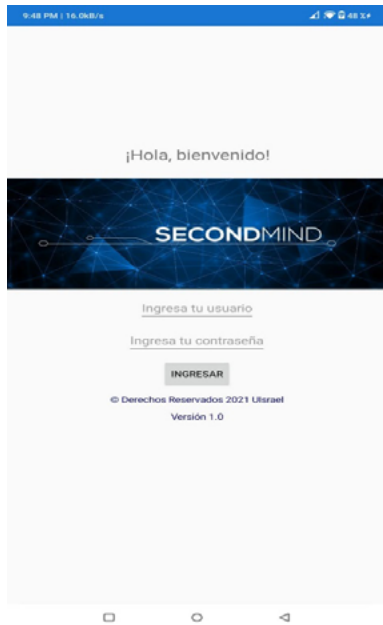 9:48 PM | 16.0kB/s 48 %
¡Hola, bienvenido!
SECONDMIND
Ingresa tu usuario
Ingresa tu contraseña
INGRESAR
© Derechos Reservados 2021 UIsrael
Versión 1.0